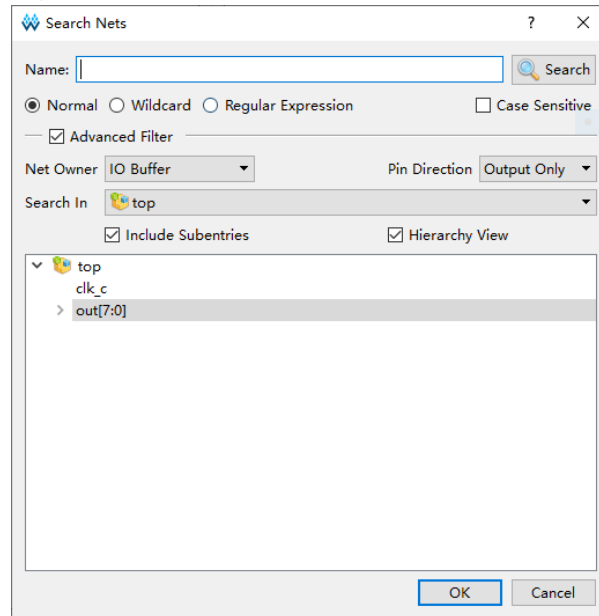 Search Nets ? ×
Name: Search
Normal Wildcard Regular Expression Case Sensitive
Advanced Filter
Net Owner IO Buffer Pin Direction Output Only
Search In top
Include Subentries Hierarchy View
top
clk_c
out[7:0]
OK Cancel